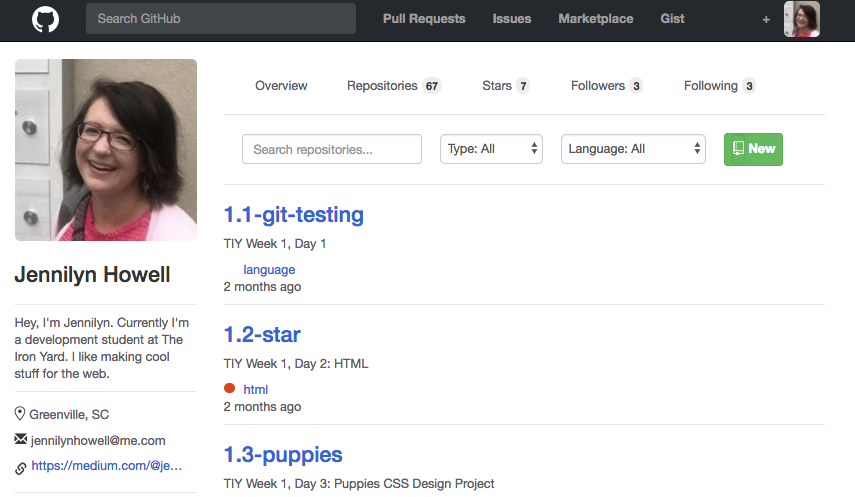 Search GitHub Pull Requests Issues Marketplace Gist +
Overview Repositories 67 Stars 7 Followers 3 Following 3
Search repositories... Type: All Language: All New
Jennilyn Howell
Hey, I'm Jennilyn. Currently I'm
a development student at The
Iron Yard. I like making cool
stuff for the web.
Greenville, SC
jennilynhowell@me.com
https://medium.com/@je...
1.1-git-testing
TIY Week 1, Day 1
language
2 months ago
1.2-star
TIY Week 1, Day 2: HTML
html
2 months ago
1.3-puppies
TIY Week 1, Day 3: Puppies CSS Design Project